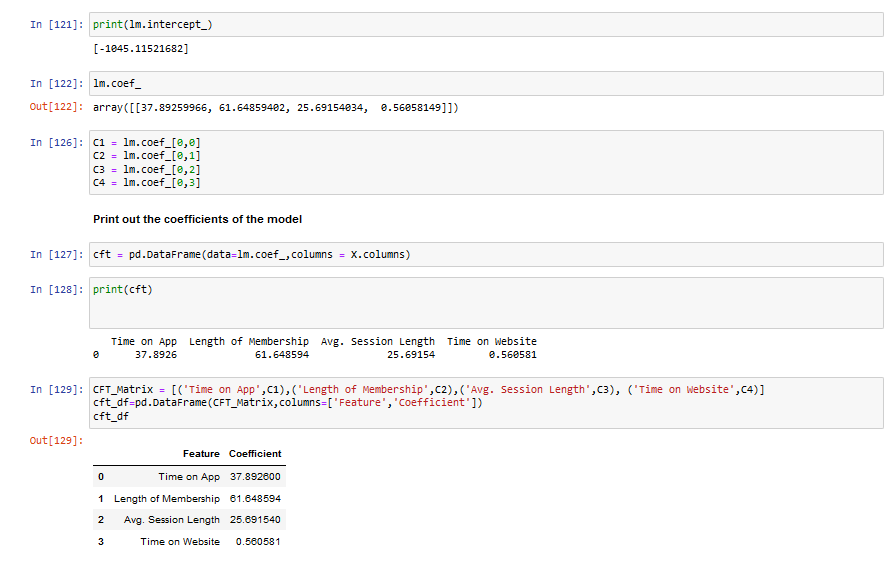 In [121]: print(lm.intercept_)
[-1045.11521682]
In [122]: lm.coef_
Out[122]: array([[37.89259966, 61.64859402, 25.69154034,  0.56058149]])
In [126]: C1 = lm.coef_[0,0]
C2 = lm.coef_[0,1]
C3 = lm.coef_[0,2]
C4 = lm.coef_[0,3]
Print out the coefficients of the model
In [127]: cft = pd.DataFrame(data=lm.coef_,columns = X.columns)
In [128]: print(cft)
Time on App  Length of Membership  Avg. Session Length  Time on Website
0      37.8926             61.648594             25.69154         0.560581
In [129]: CFT_Matrix = [('Time on App',C1),('Length of Membership',C2),('Avg. Session Length',C3), ('Time on Website',C4)]
cft_df=pd.DataFrame(CFT_Matrix,columns=['Feature','Coefficient'])
cft_df
Out[129]:
Feature Coefficient
0 Time on App 37.892600
1 Length of Membership 61.648594
2 Avg. Session Length 25.691540
3 Time on Website 0.560581